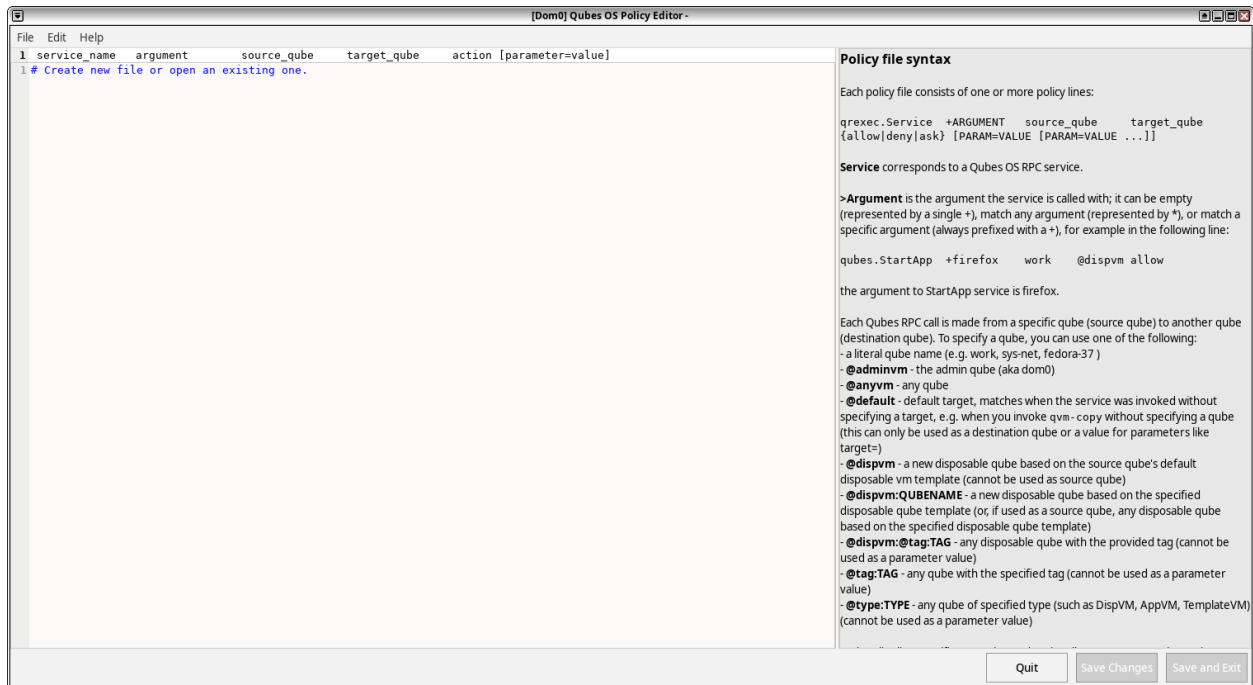 [Dom0] Qubes OS Policy Editor -
File Edit Help
1 service_name argument source_qube target_qube action [parameter=value]
1 # Create new file or open an existing one.
Policy file syntax
Each policy file consists of one or more policy lines:
qrexec.Service +ARGUMENT source_qube target_qube
{allow|deny|ask} [PARAM=VALUE [PARAM=VALUE ...]]
Service corresponds to a Qubes OS RPC service.
>Argument is the argument the service is called with; it can be empty
(represented by a single +), match any argument (represented by *), or match a
specific argument (always prefixed with a +), for example in the following line:
qubes.StartApp +firefox work @dispvm allow
the argument to StartApp service is firefox.
Each Qubes RPC call is made from a specific qube (source qube) to another qube
(destination qube). To specify a qube, you can use one of the following:
- a literal qube name (e.g. work, sys-net, fedora-37 )
- @adminvm - the admin qube (aka dom0)
- @anyvm - any qube
- @default - default target, matches when the service was invoked without
specifying a target, e.g. when you invoke qvm-copy without specifying a qube
(this can only be used as a destination qube or a value for parameters like
target=)
- @dispvm - a new disposable qube based on the source qube's default
disposable vm template (cannot be used as source qube)
- @dispvm:QUBENAME - a new disposable qube based on the specified
disposable qube template (or, if used as a source qube, any disposable qube
based on the specified disposable qube template)
- @dispvm:@tag:TAG - any disposable qube with the provided tag (cannot be
used as a parameter value)
- @tag:TAG - any qube with the specified tag (cannot be used as a parameter
value)
- @type:TYPE - any qube of specified type (such as DispVM, AppVM, TemplateVM)
(cannot be used as a parameter value)
Quit Save Changes Save and Exit